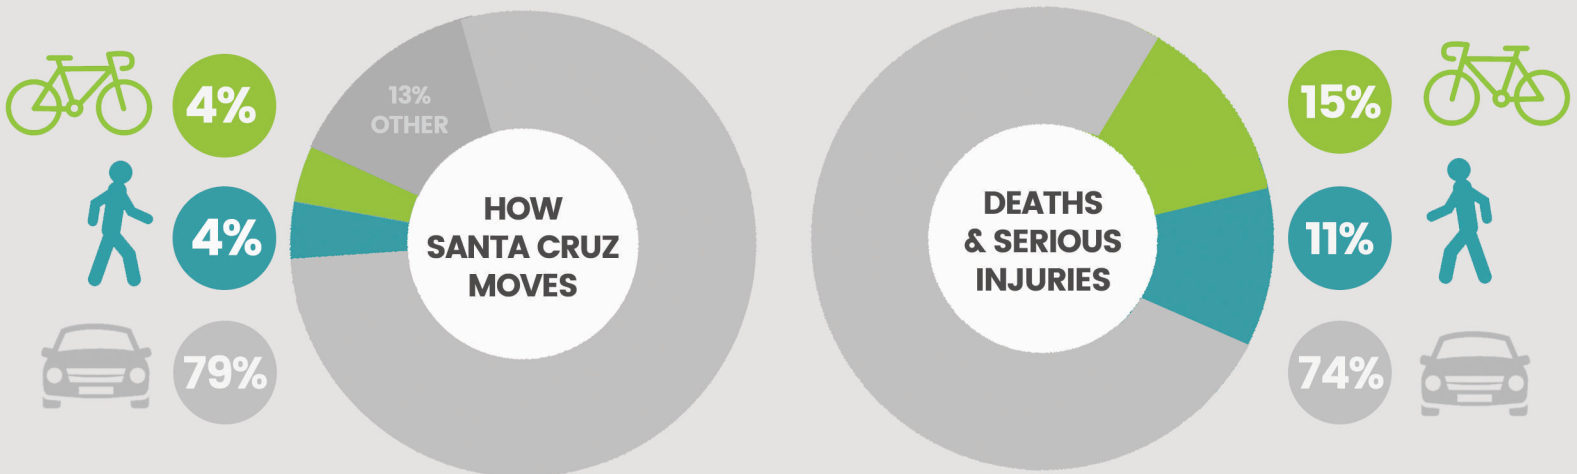 4%
4%
79%
13%
OTHER
HOW
SANTA CRUZ
MOVES
DEATHS
& SERIOUS
INJURIES
15%
11%
74%